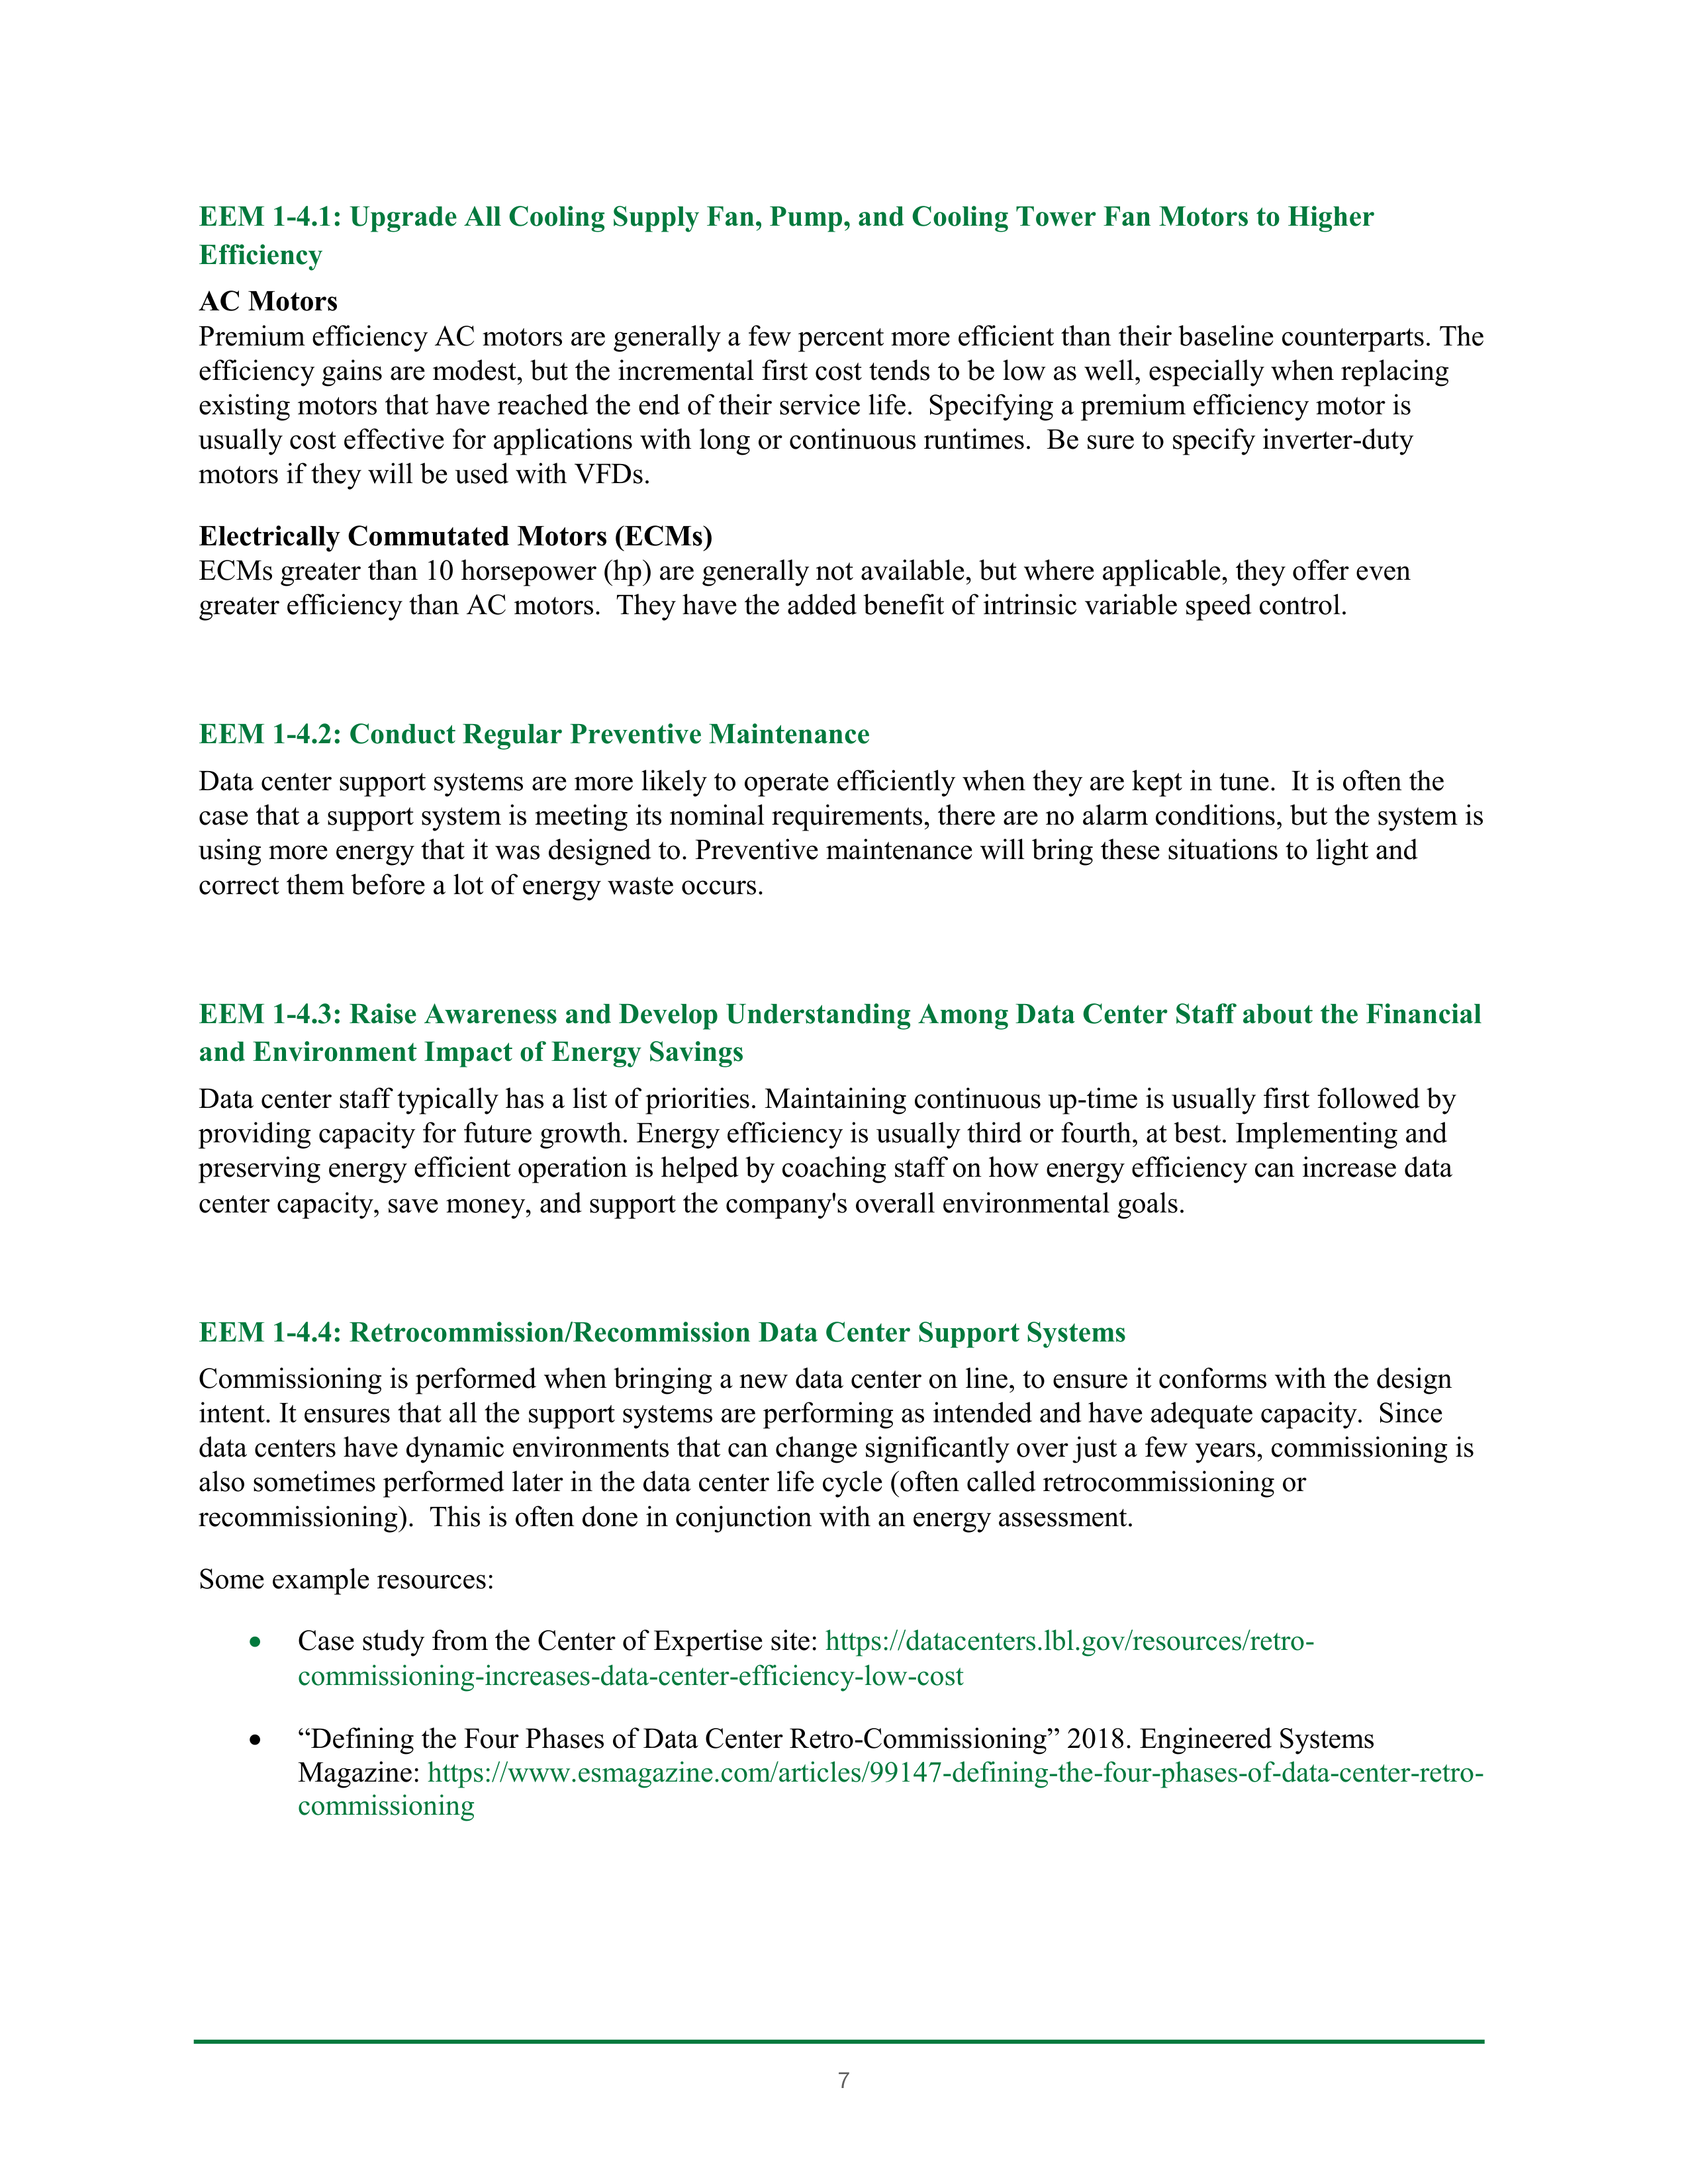 EEM 1-4.1: Upgrade All Cooling Supply Fan, Pump, and Cooling Tower Fan Motors to Higher
Efficiency
AC Motors
Premium efficiency AC motors are generally a few percent more efficient than their baseline counterparts. The
efficiency gains are modest, but the incremental first cost tends to be low as well, especially when replacing
existing motors that have reached the end of their service life.  Specifying a premium efficiency motor is
usually cost effective for applications with long or continuous runtimes.  Be sure to specify inverter-duty
motors if they will be used with VFDs.
Electrically Commutated Motors (ECMs)
ECMs greater than 10 horsepower (hp) are generally not available, but where applicable, they offer even
greater efficiency than AC motors.  They have the added benefit of intrinsic variable speed control.
EEM 1-4.2: Conduct Regular Preventive Maintenance
Data center support systems are more likely to operate efficiently when they are kept in tune.  It is often the
case that a support system is meeting its nominal requirements, there are no alarm conditions, but the system is
using more energy that it was designed to. Preventive maintenance will bring these situations to light and
correct them before a lot of energy waste occurs.
EEM 1-4.3: Raise Awareness and Develop Understanding Among Data Center Staff about the Financial
and Environment Impact of Energy Savings
Data center staff typically has a list of priorities. Maintaining continuous up-time is usually first followed by
providing capacity for future growth. Energy efficiency is usually third or fourth, at best. Implementing and
preserving energy efficient operation is helped by coaching staff on how energy efficiency can increase data
center capacity, save money, and support the company's overall environmental goals.
EEM 1-4.4: Retrocommission/Recommission Data Center Support Systems
Commissioning is performed when bringing a new data center on line, to ensure it conforms with the design
intent. It ensures that all the support systems are performing as intended and have adequate capacity.  Since
data centers have dynamic environments that can change significantly over just a few years, commissioning is
also sometimes performed later in the data center life cycle (often called retrocommissioning or
recommissioning).  This is often done in conjunction with an energy assessment.
Some example resources:
• Case study from the Center of Expertise site: https://datacenters.lbl.gov/resources/retro-
commissioning-increases-data-center-efficiency-low-cost
• “Defining the Four Phases of Data Center Retro-Commissioning” 2018. Engineered Systems
Magazine: https://www.esmagazine.com/articles/99147-defining-the-four-phases-of-data-center-retro-
commissioning
7